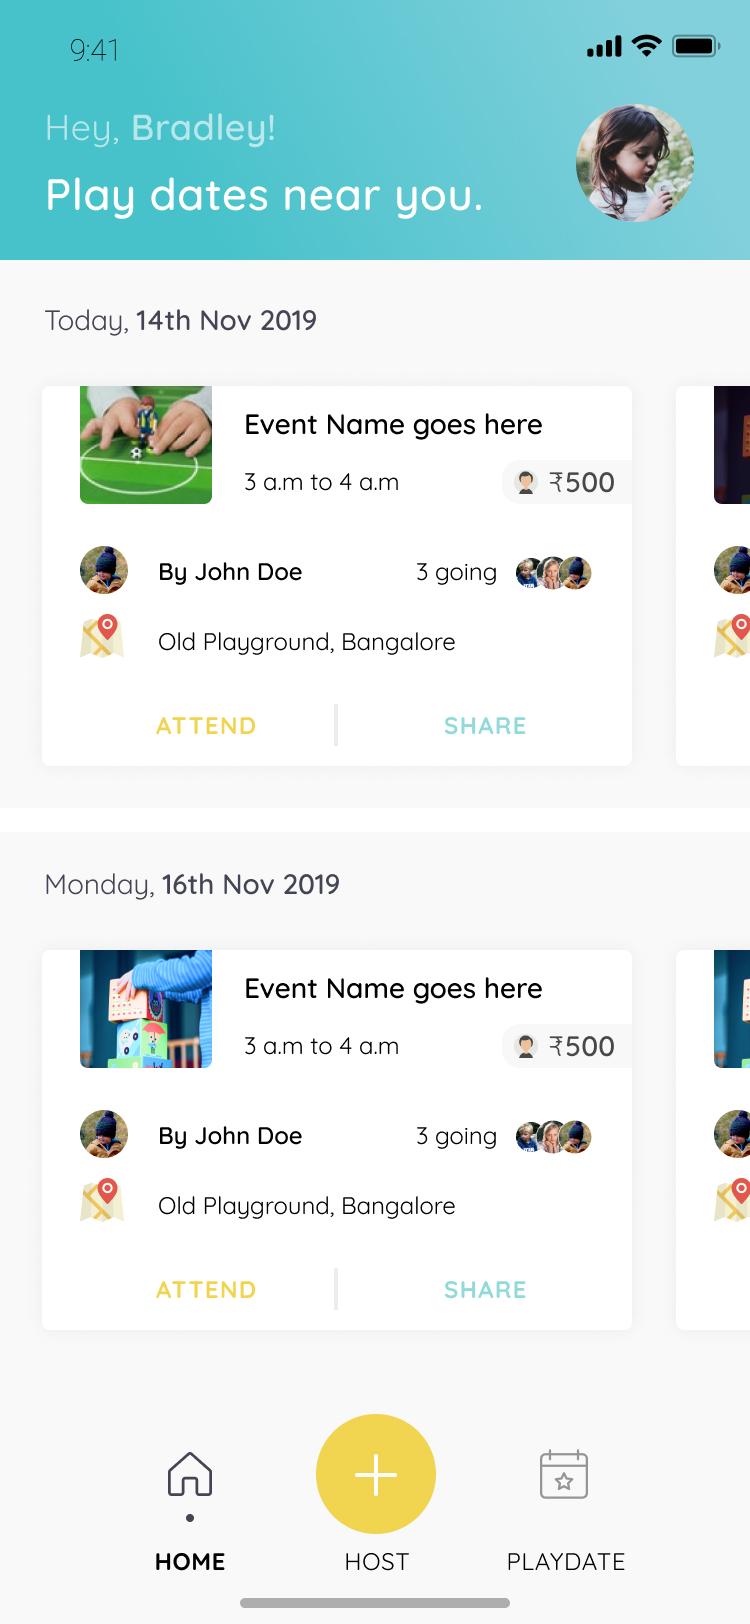 9:41
Hey, Bradley!
Play dates near you.
Today, 14th Nov 2019
Event Name goes here
3 a.m to 4 a.m
₹500
By John Doe
3 going
Old Playground, Bangalore
ATTEND
SHARE
Monday, 16th Nov 2019
Event Name goes here
3 a.m to 4 a.m
₹500
By John Doe
3 going
Old Playground, Bangalore
ATTEND
SHARE
HOME
HOST
PLAYDATE